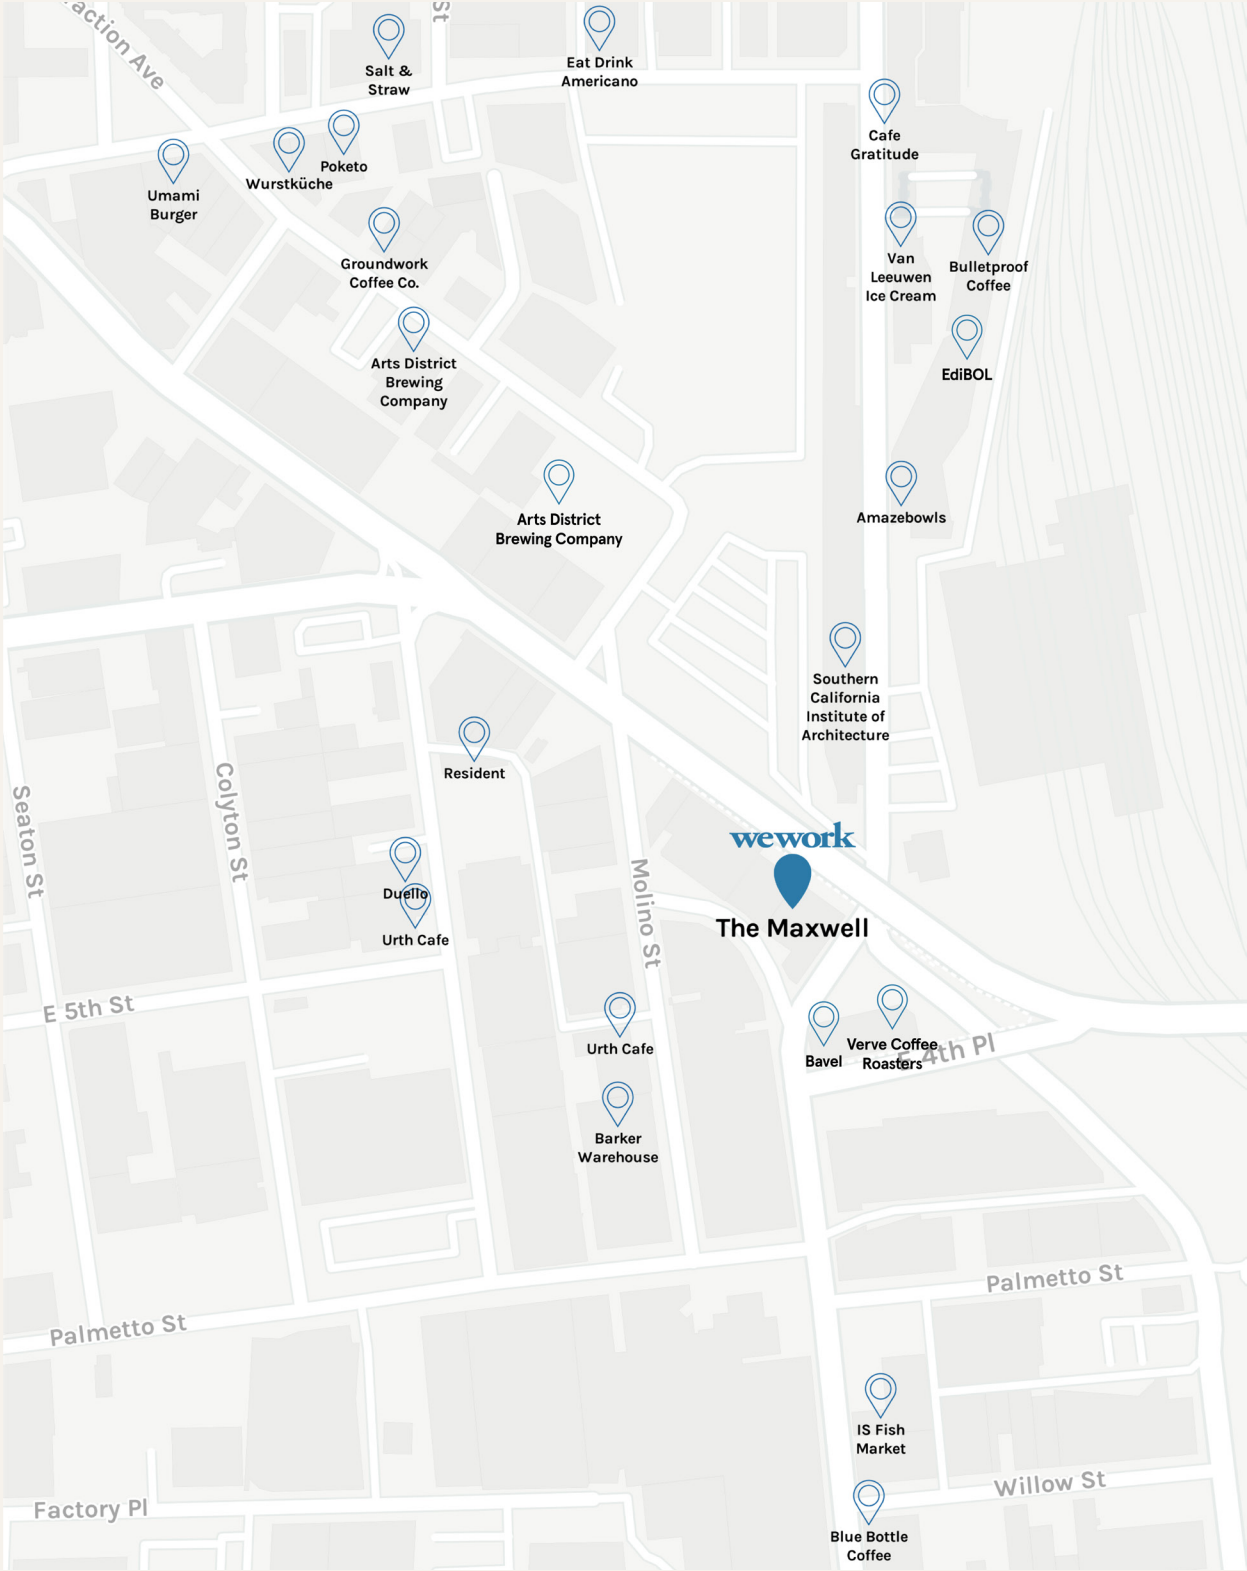 raction Ave
St
Salt &
Straw
Eat Drink
Americano
Cafe
Gratitude
Poketo
Wurstküche
Umami
Burger
Groundwork
Coffee Co.
Van
Leeuwen
Ice Cream
Bulletproof
Coffee
EdiBOL
Arts District
Brewing
Company
Arts District
Brewing Company
Amazebowls
Southern
California
Institute of
Architecture
Resident
Seaton St
Colyton St
Molino St
wework
The Maxwell
Duello
Urth Cafe
E 5th St
Urth Cafe
Bavel
Verve Coffee
Roasters
E 4th Pl
Barker
Warehouse
Palmetto St
Palmetto St
IS Fish
Market
Willow St
Factory Pl
Blue Bottle
Coffee